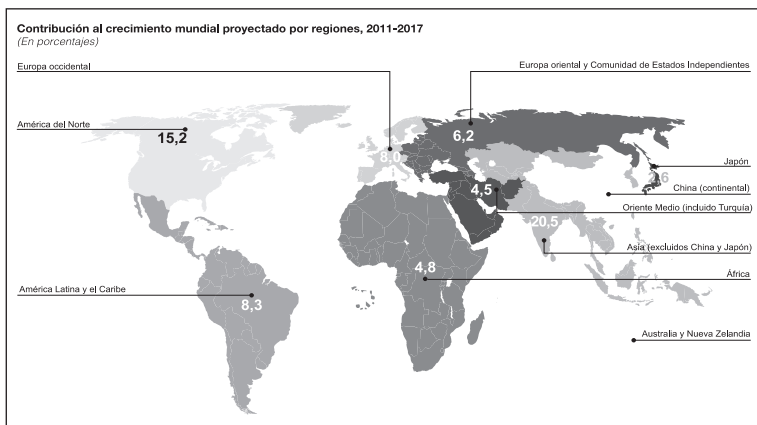 Contribución al crecimiento mundial proyectado por regiones, 2011-2017
(En porcentajes)
Europa occidental
Europa oriental y Comunidad de Estados Independientes
América del Norte
15,2
6,2
8,0
Japón
2,6
China (continental)
4,5
Oriente Medio (incluido Turquía)
20,5
Asia (excluidos China y Japón)
4,8
África
América Latina y el Caribe
8,3
Australia y Nueva Zelandia